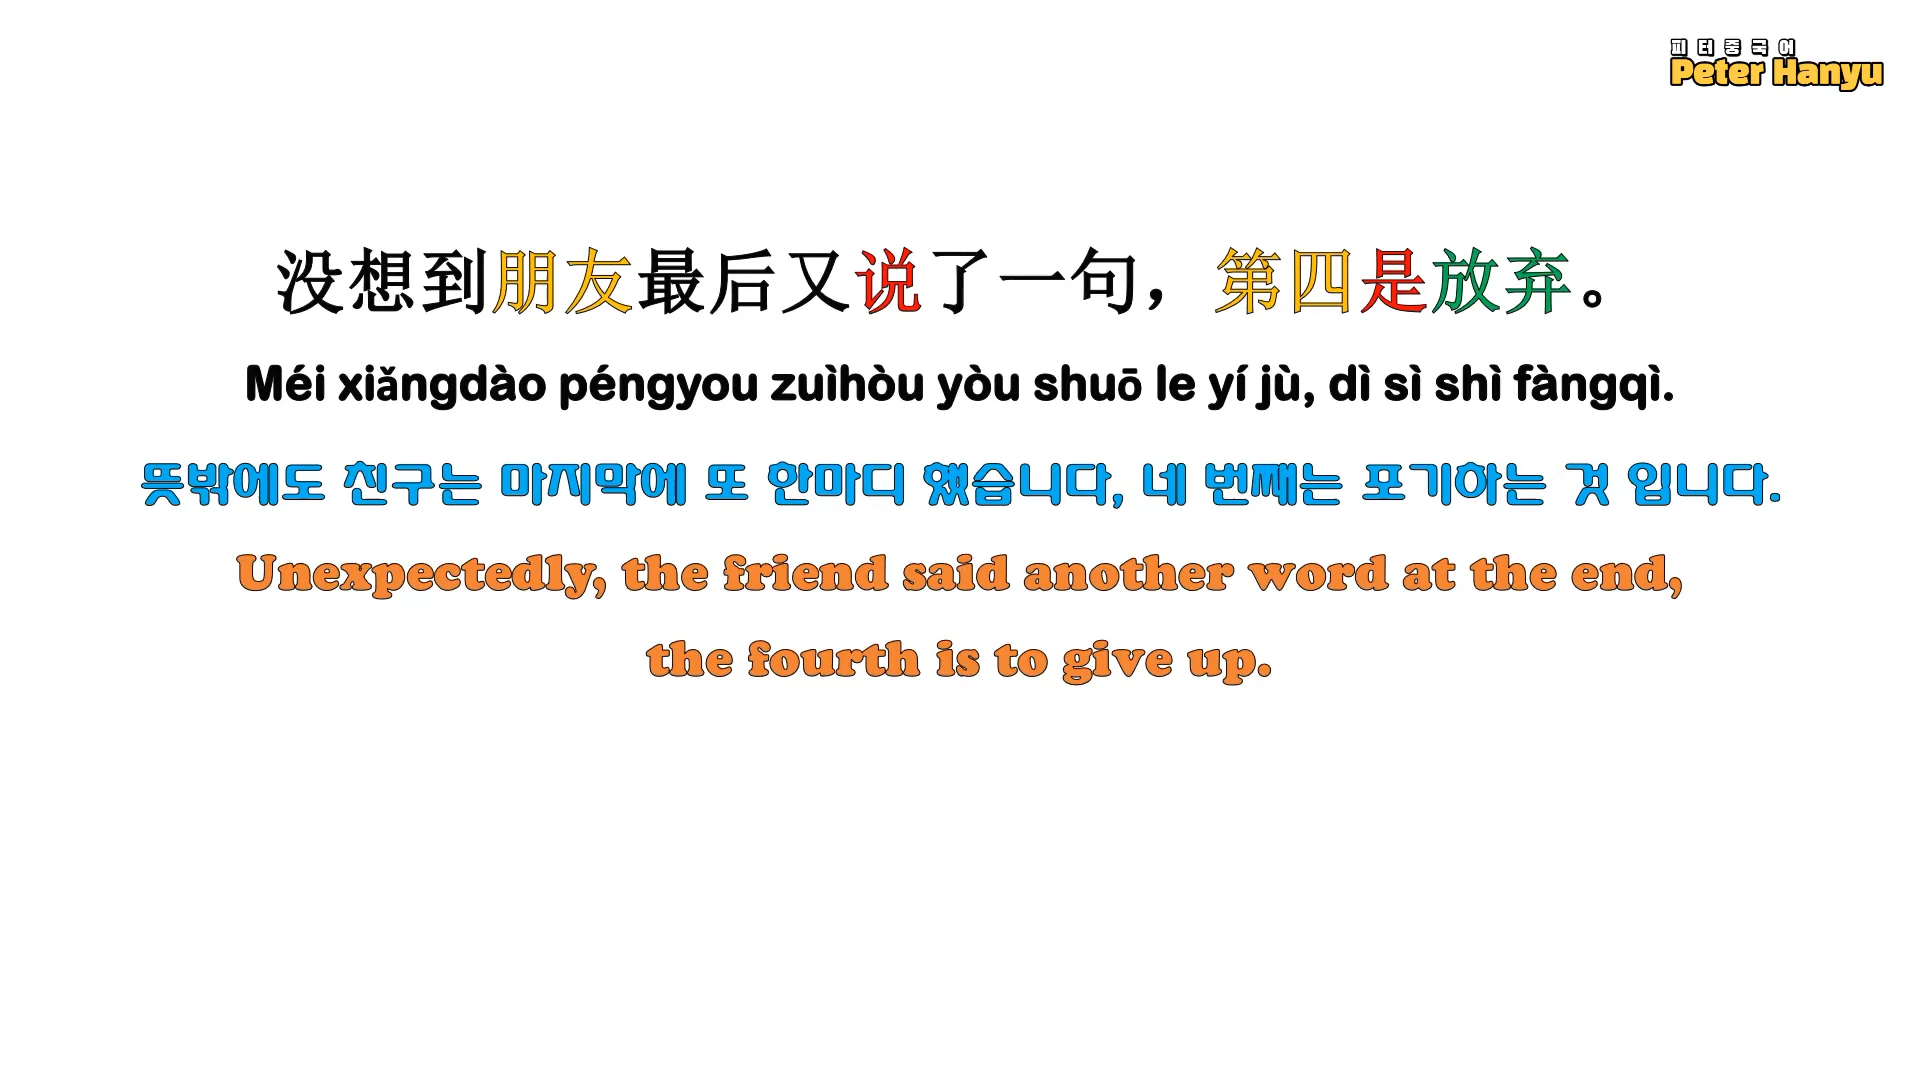 피터중국어
Peter Hanyu
没想到朋友最后又说了一句，第四是放弃。
Méi xiǎngdào péngyou zuìhòu yòu shuō le yí jù, dì sì shì fàngqì.
뜻밖에도 친구는 마지막에 또 한마디 했습니다, 네 번째는 포기하는 것 입니다.
Unexpectedly, the friend said another word at the end,
the fourth is to give up.